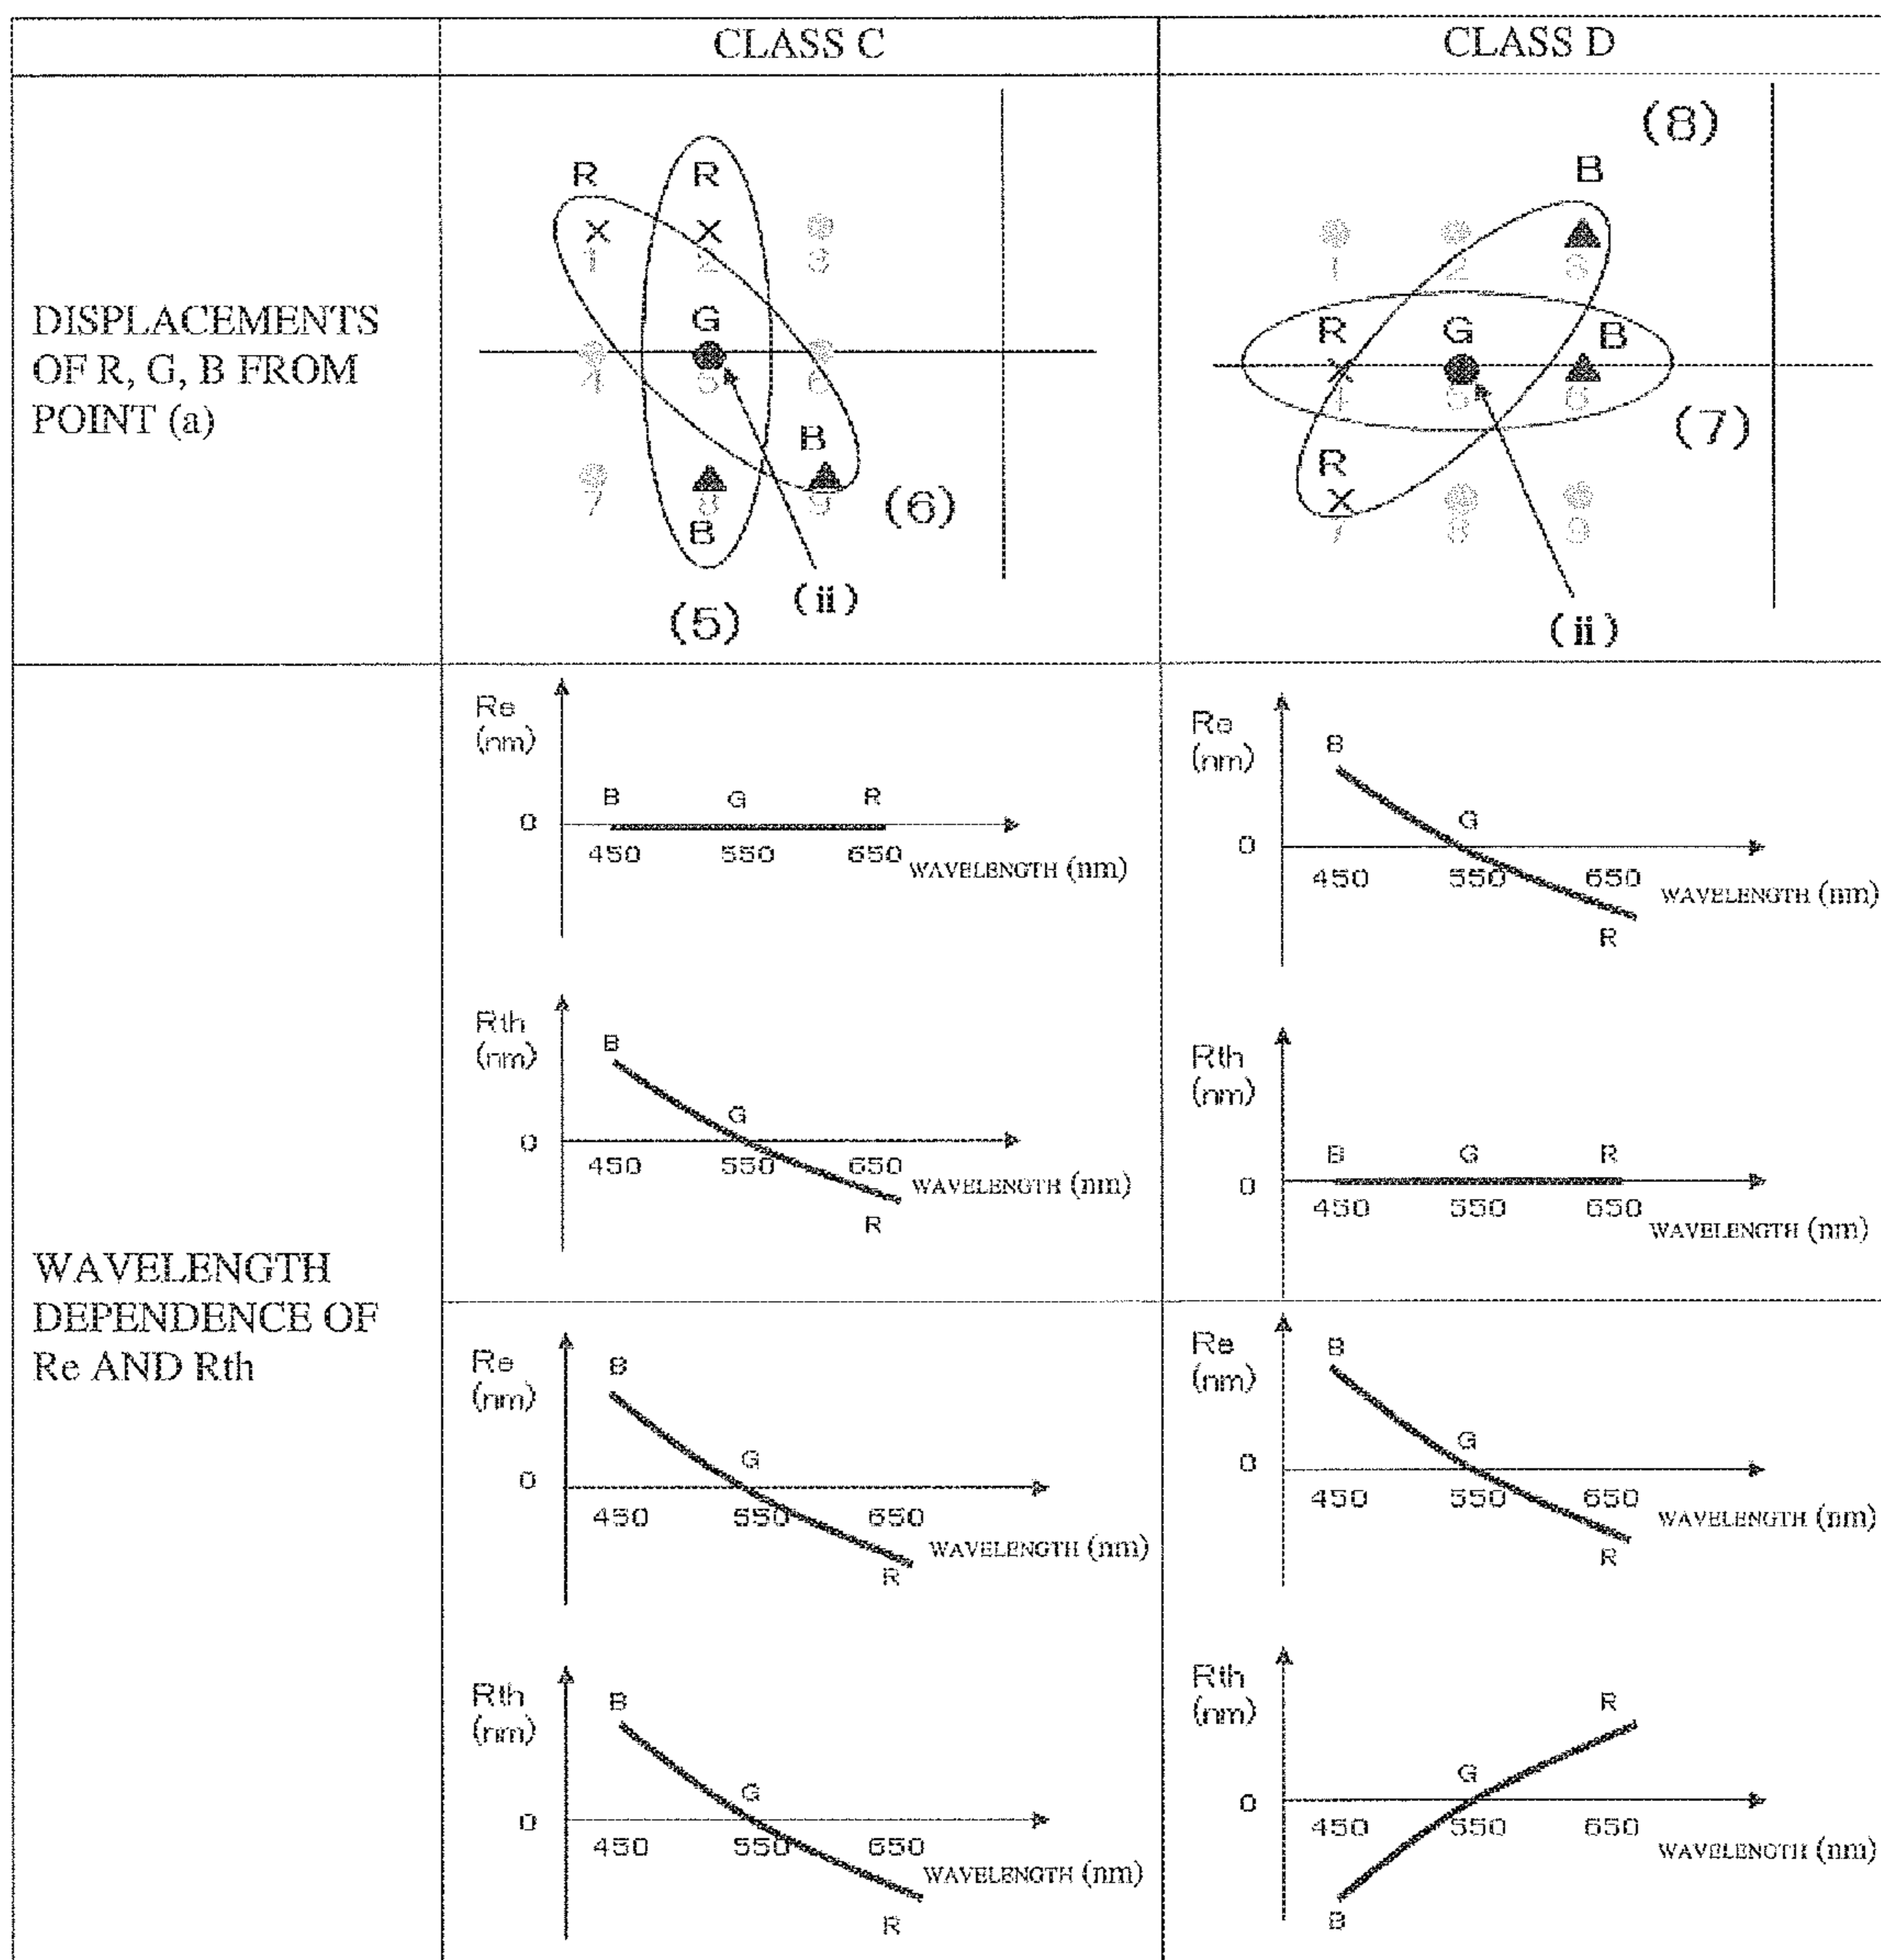 CLASS C
CLASS D
DISPLACEMENTS
OF R, G, B FROM
POINT (a)
R
R
X
X
1
2
3
G
4
5
6
B
7
8
9
B
(6)
(ii)
(5)
(8)
B
1
2
3
R
G
B
X
4
5
6
(7)
R
X
7
8
9
(ii)
WAVELENGTH
DEPENDENCE OF
Re AND Rth
Re
(nm)
B G R
0
450 550 650
WAVELENGTH (nm)
Rth
(nm)
B
G
0
450 550 650
WAVELENGTH (nm)
R
Re
(nm)
B
G
0
450 550 650
WAVELENGTH (nm)
R
Rth
(nm)
B G R
0
450 550 650
WAVELENGTH (nm)
Re
(nm)
B
G
0
450 550 650
WAVELENGTH (nm)
R
Rth
(nm)
B
G
0
450 550 650
WAVELENGTH (nm)
R
Re
(nm)
B
G
0
450 550 650
WAVELENGTH (nm)
R
Rth
(nm)
R
G
0
450 550 650
WAVELENGTH (nm)
B